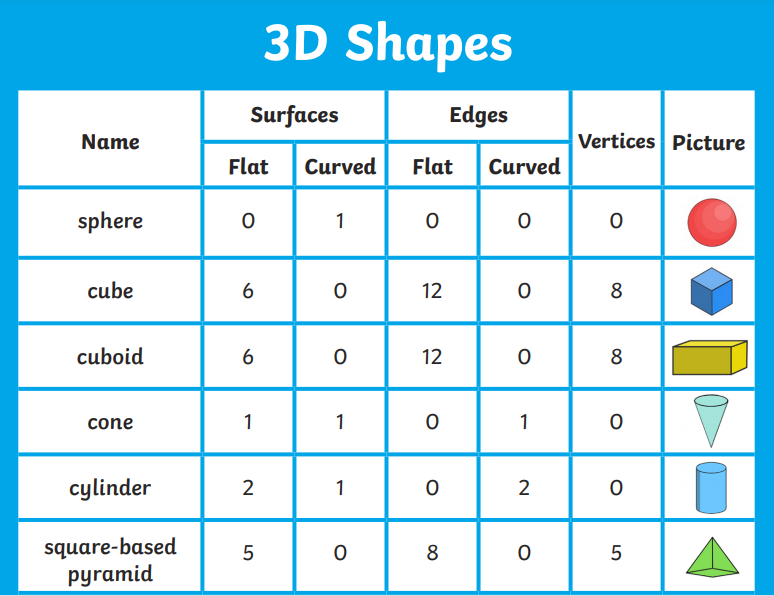 3D Shapes
Name Surfaces Edges Vertices Picture
Flat Curved Flat Curved
sphere 0 1 0 0 0
cube 6 0 12 0 8
cuboid 6 0 12 0 8
cone 1 1 0 1 0
cylinder 2 1 0 2 0
square-based
pyramid 5 0 8 0 5